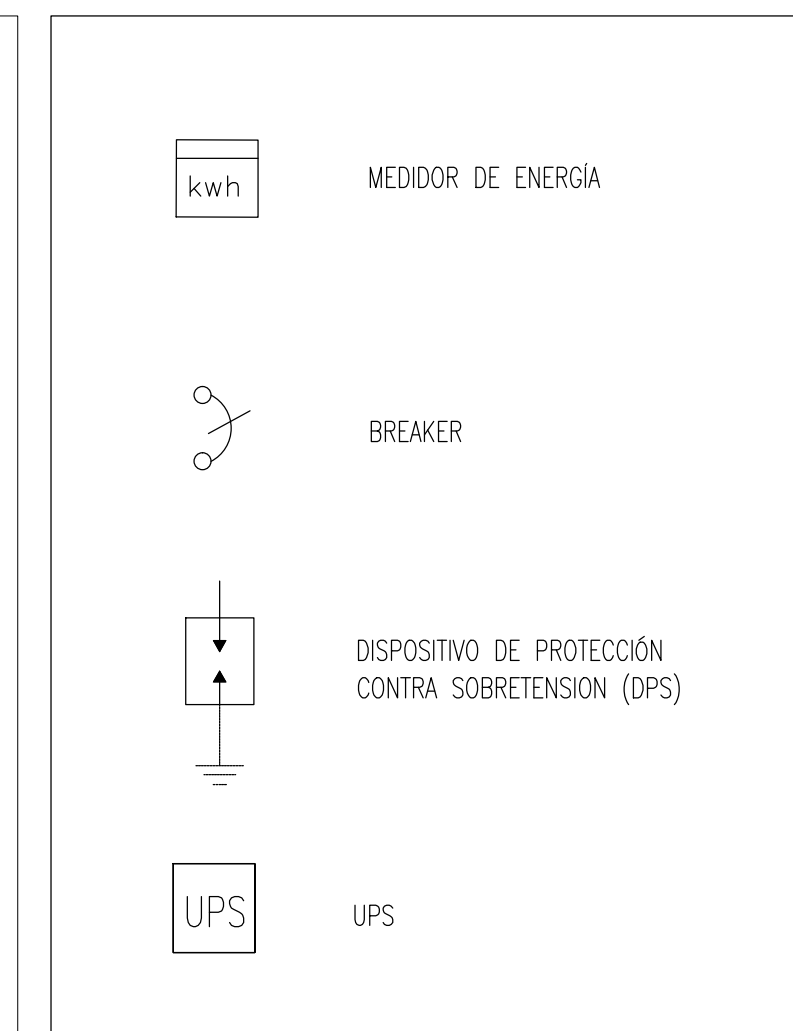 kwh MEDIDOR DE ENERGÍA
BREAKER
DISPOSITIVO DE PROTECCIÓN
CONTRA SOBRETENSION (DPS)
UPS UPS